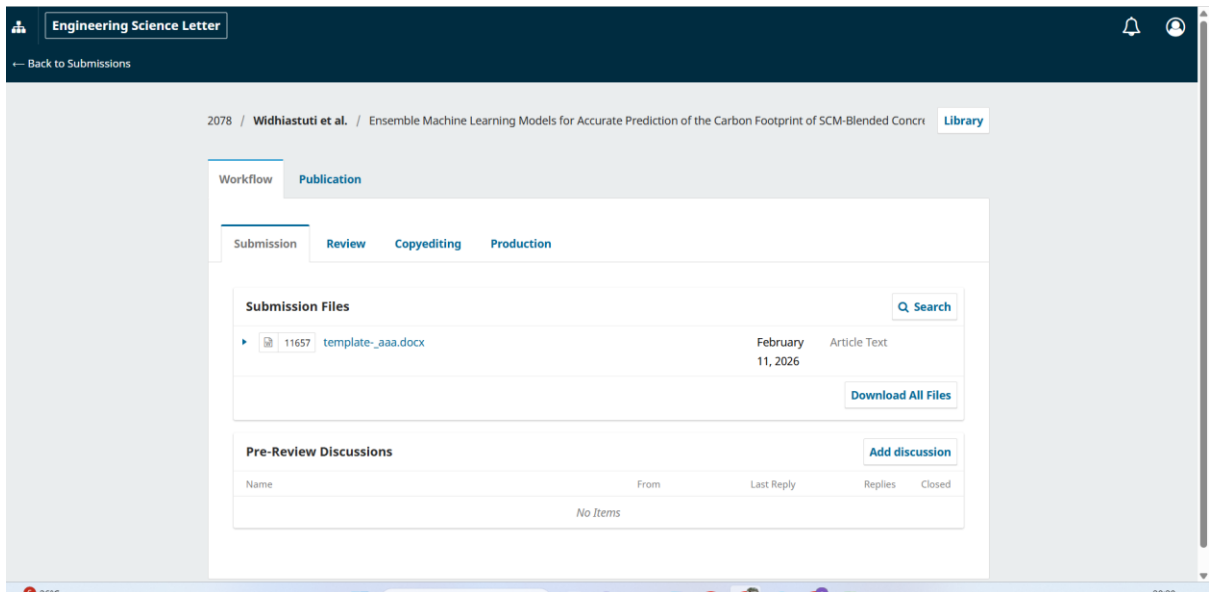 Engineering Science Letter
← Back to Submissions
2078 / Widhiastuti et al. / Ensemble Machine Learning Models for Accurate Prediction of the Carbon Footprint of SCM-Blended Concre Library
Workflow Publication
Submission Review Copyediting Production
Submission Files Search
11657 template-_aaa.docx February 11, 2026 Article Text
Download All Files
Pre-Review Discussions Add discussion
Name From Last Reply Replies Closed
No Items